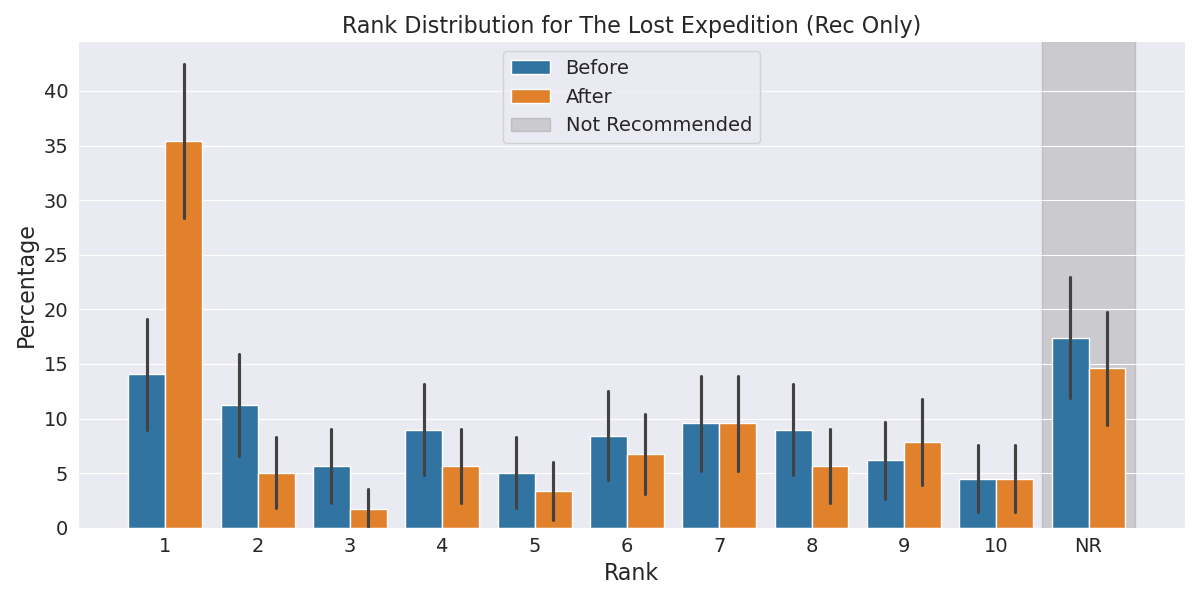 Rank Distribution for The Lost Expedition (Rec Only)
Before
After
Not Recommended
Percentage
40
35
30
25
20
15
10
5
0
1 2 3 4 5 6 7 8 9 10 NR
Rank